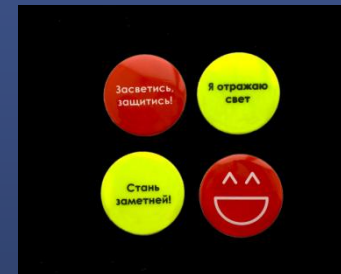 Засветись,
защитись!
Я отражаю
свет
Стань
заметней!